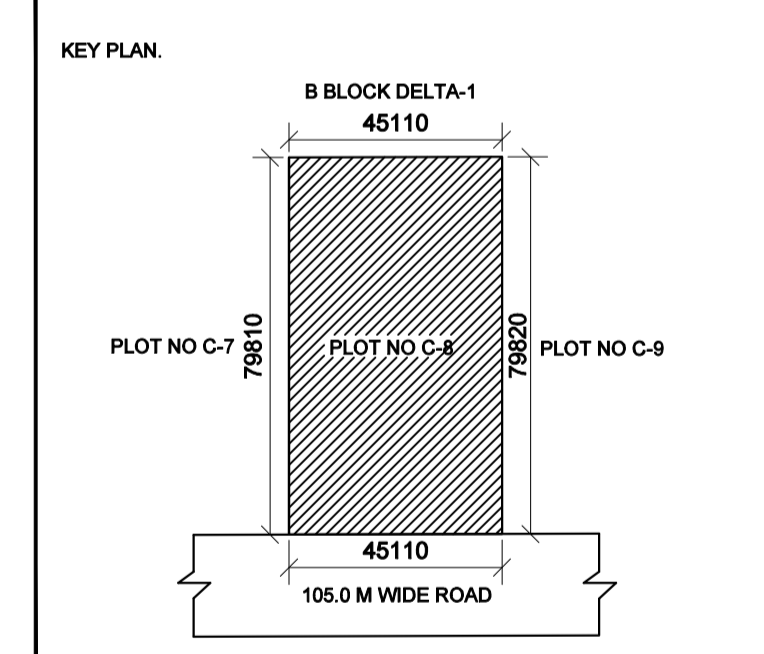 KEY PLAN.
B BLOCK DELTA-1
45110
PLOT NO C-7
79810
PLOT NO C-8
79820
PLOT NO C-9
45110
105.0 M WIDE ROAD